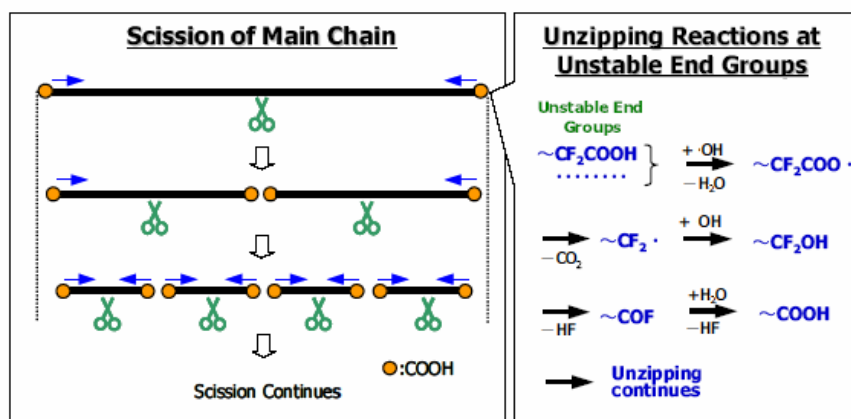 Scission of Main Chain
Scission Continues
:COOH
Unzipping Reactions at
Unstable End Groups
Unstable End
Groups
~CF₂COOH
........
+ ·OH
−H₂O
~CF₂COO ·
−CO₂
~CF₂ ·
+ OH
~CF₂OH
−HF
~COF
+H₂O
−HF
~COOH
Unzipping
continues